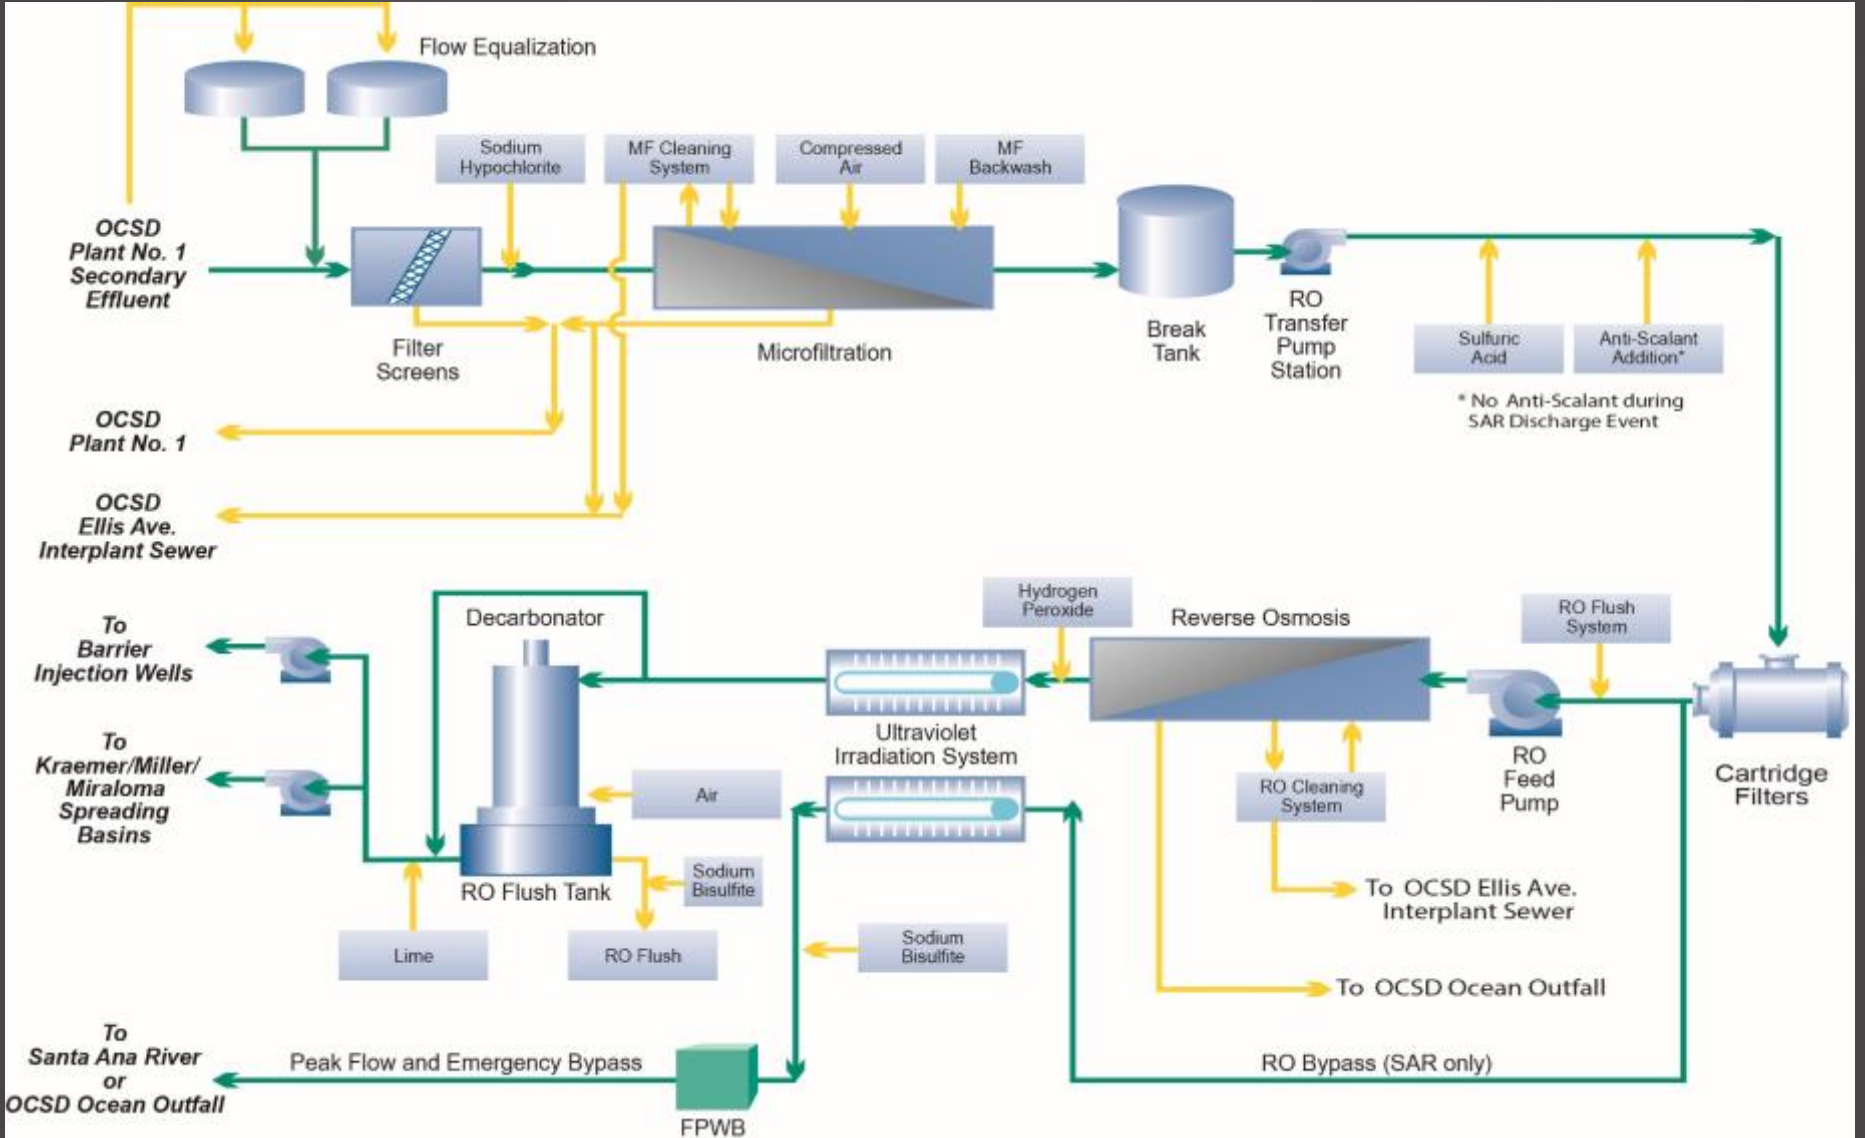 Flow Equalization
Sodium
Hypochlorite
MF Cleaning
System
Compressed
Air
MF
Backwash
OCSD
Plant No. 1
Secondary
Effluent
Filter
Screens
Microfiltration
Break
Tank
RO
Transfer
Pump
Station
Sulfuric
Acid
Anti-Scalant
Addition*
* No Anti-Scalant during
SAR Discharge Event
OCSD
Plant No. 1
OCSD
Ellis Ave.
Interplant Sewer
To
Barrier
Injection Wells
Decarbonator
Hydrogen
Peroxide
Reverse Osmosis
RO Flush
System
To
Kraemer/Miller/
Miraloma
Spreading
Basins
Ultraviolet
Irradiation System
Air
RO Cleaning
System
RO
Feed
Pump
Cartridge
Filters
RO Flush Tank
Sodium
Bisulfite
To OCSD Ellis Ave.
Interplant Sewer
Lime
RO Flush
Sodium
Bisulfite
To OCSD Ocean Outfall
To
Santa Ana River
or
OCSD Ocean Outfall
Peak Flow and Emergency Bypass
RO Bypass (SAR only)
FPWB